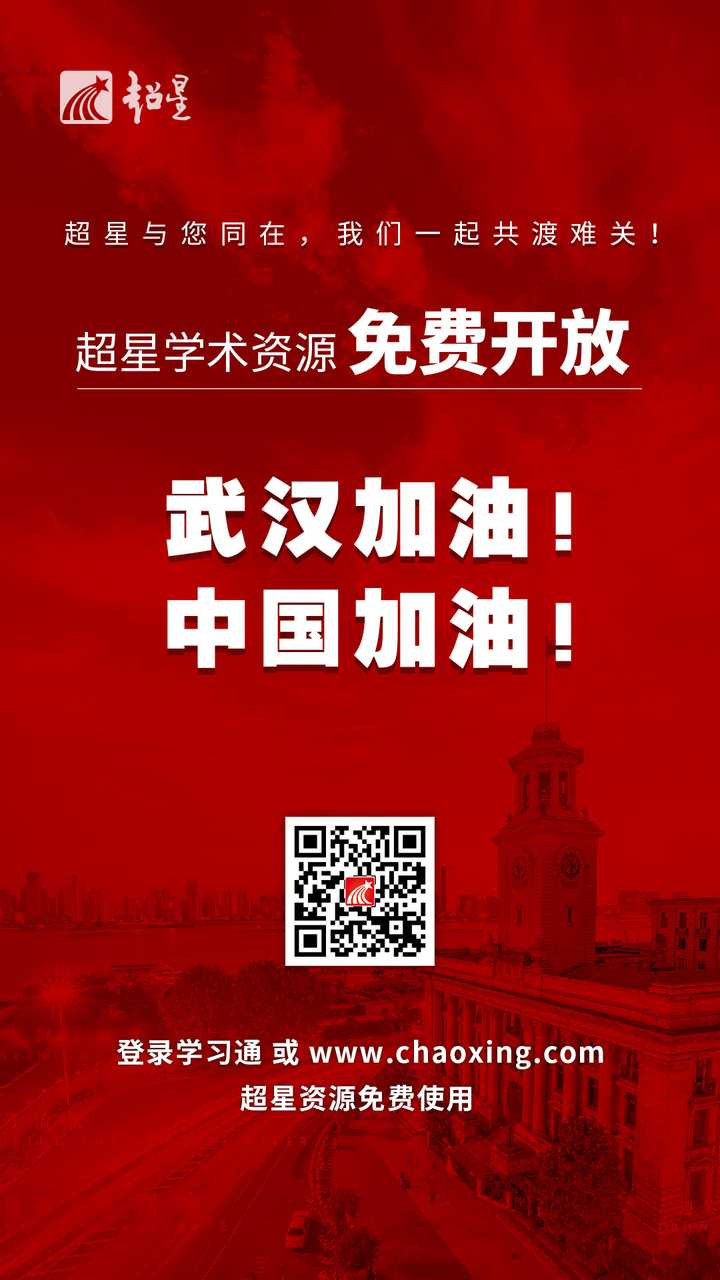 超星
超星与您同在，我们一起共渡难关！
超星学术资源 免费开放
武汉加油！
中国加油！
登录学习通 或 www.chaoxing.com
超星资源免费使用